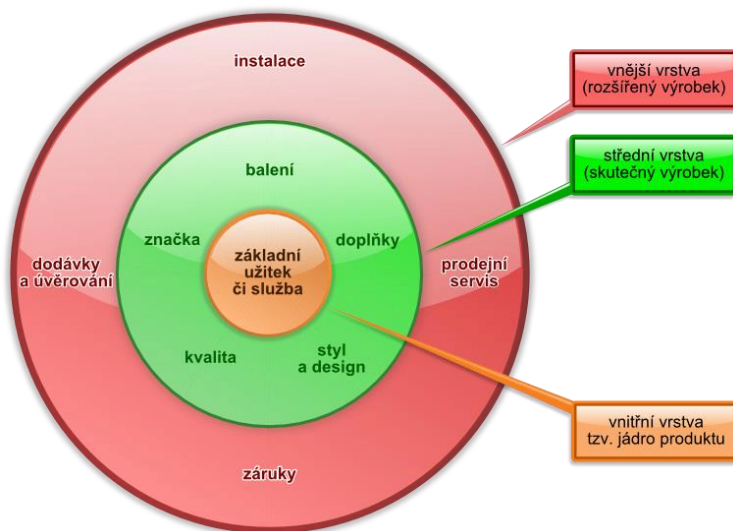 instalace
vnější vrstva
(rozšířený výrobek)
střední vrstva
(skutečný výrobek)
balení
značka
doplňky
základní
užitek
či služba
dodávky
a úvěrování
prodejní
servis
kvalita
styl
a design
vnitřní vrstva
tzv. jádro produktu
záruky